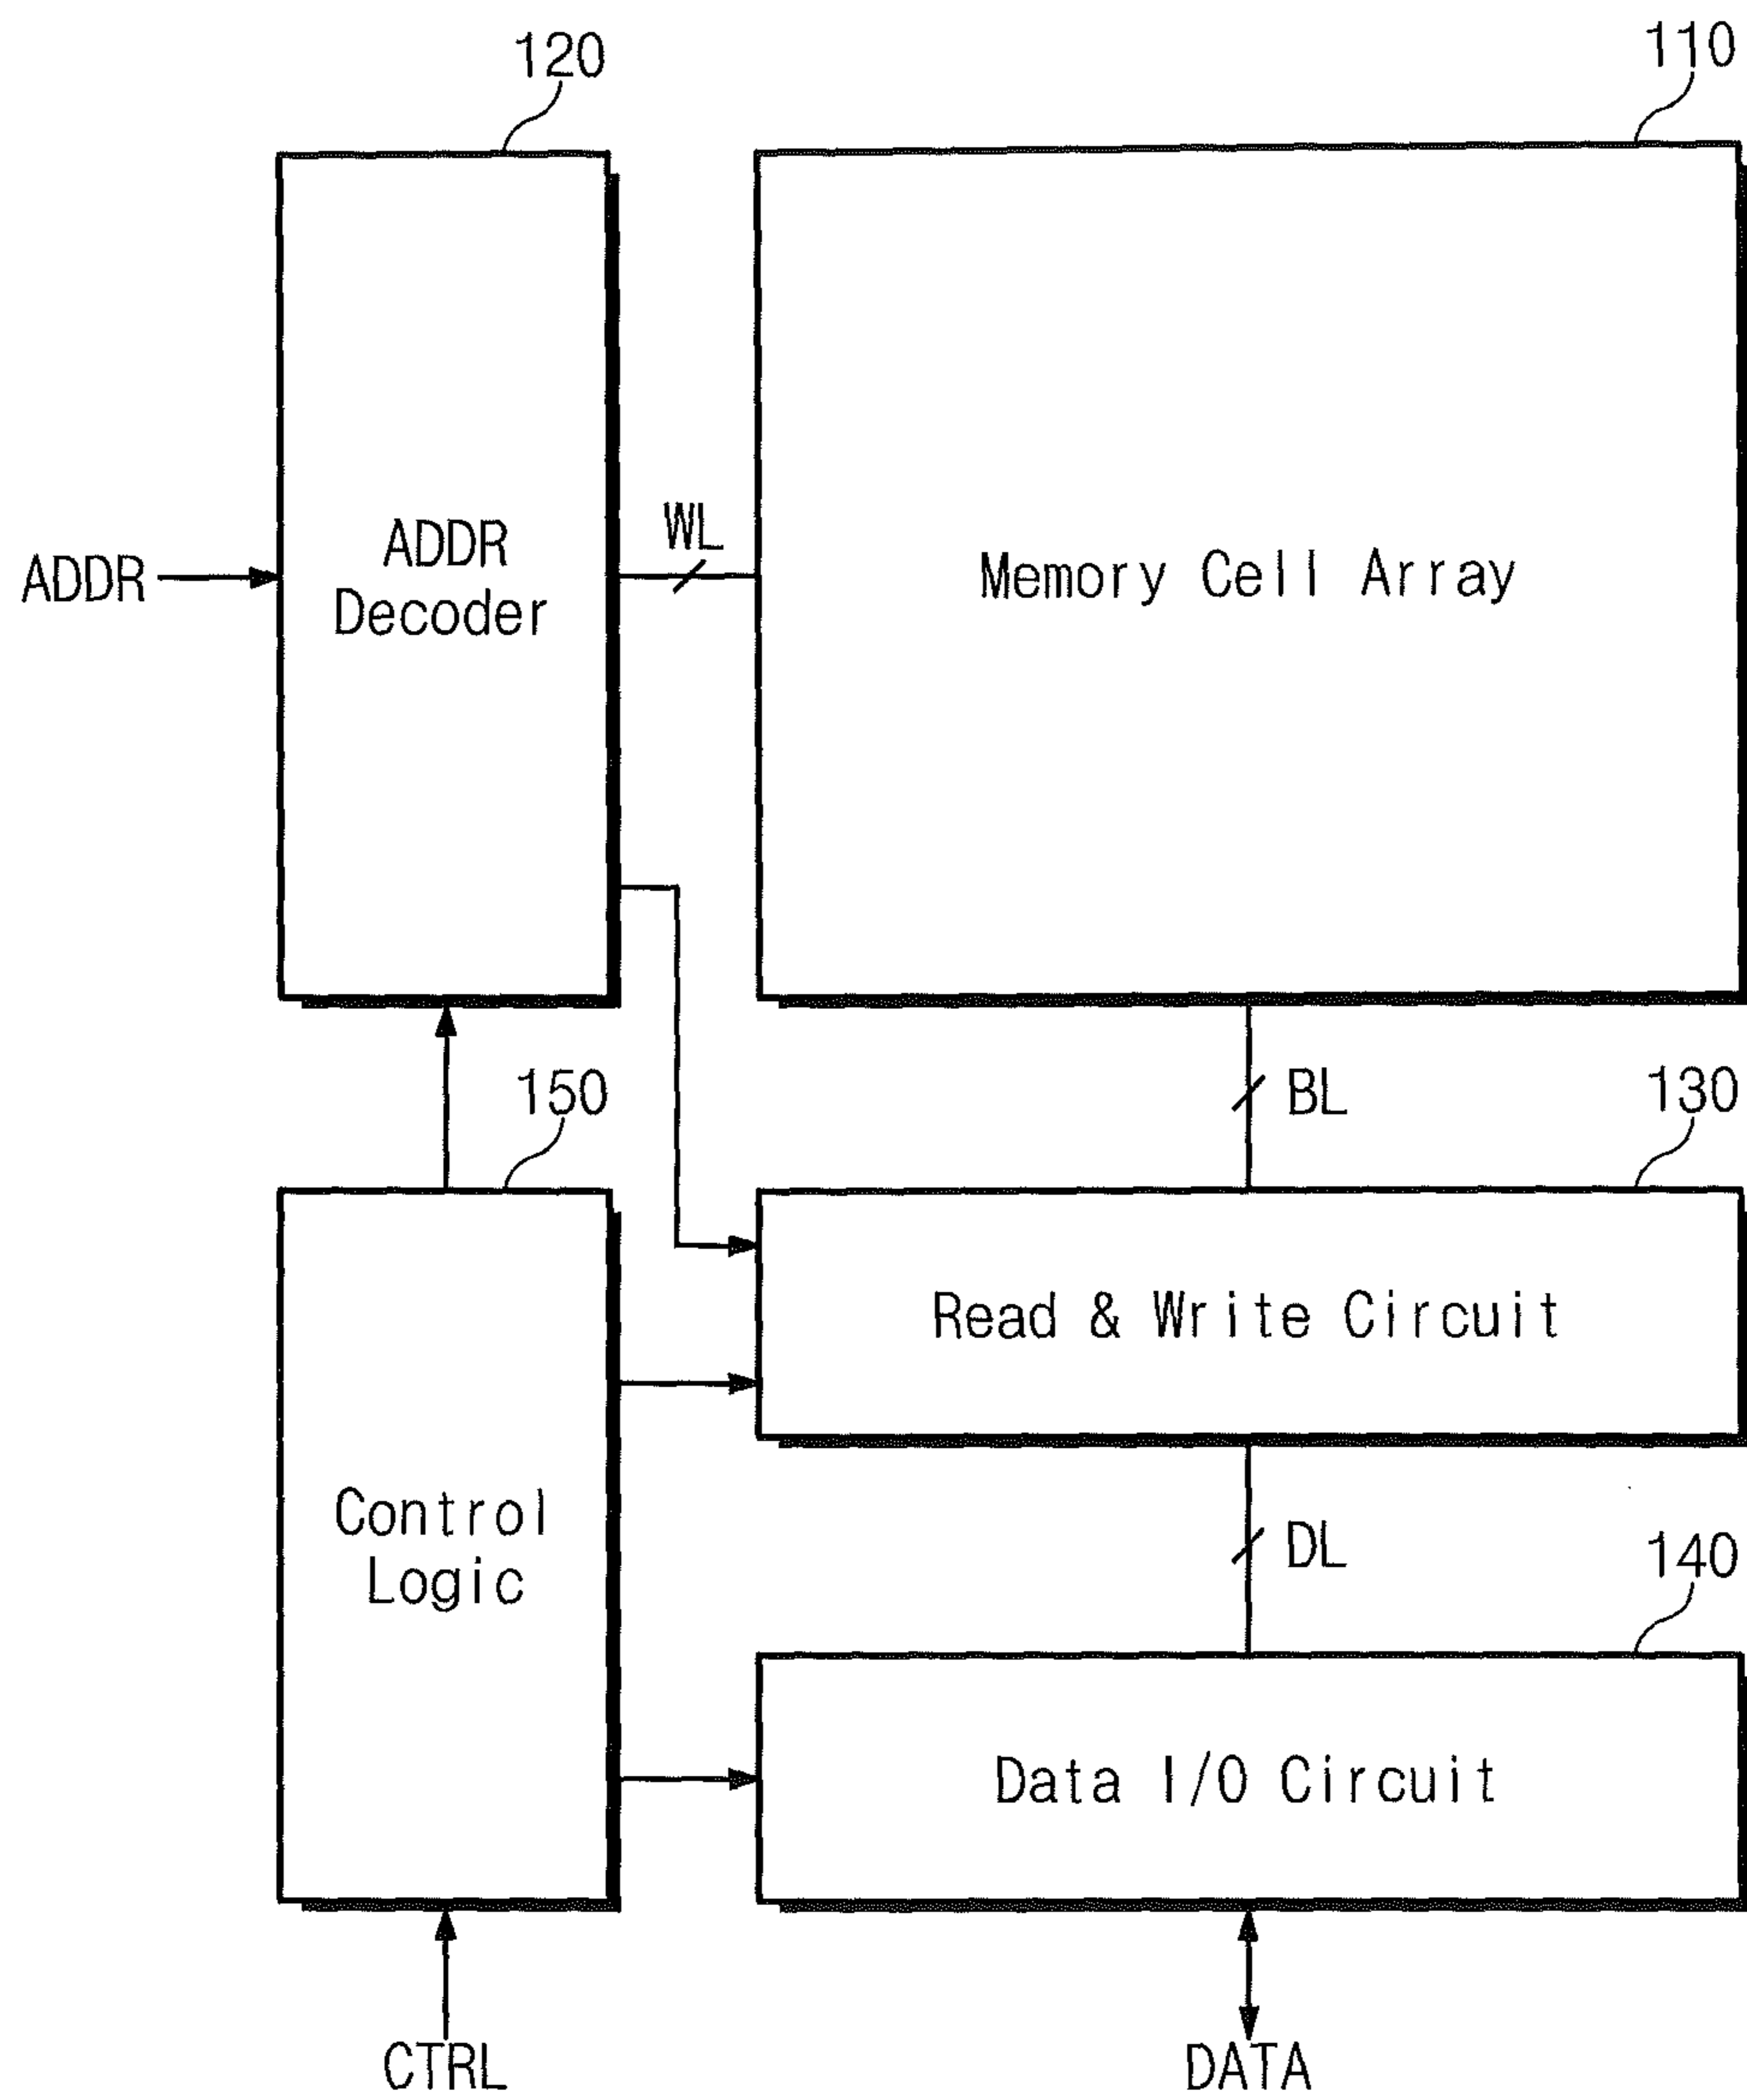 120
110
ADDR
ADDR
Decoder
WL
Memory Cell Array
150
BL
130
Read & Write Circuit
Control
Logic
DL
140
Data I/O Circuit
CTRL
DATA